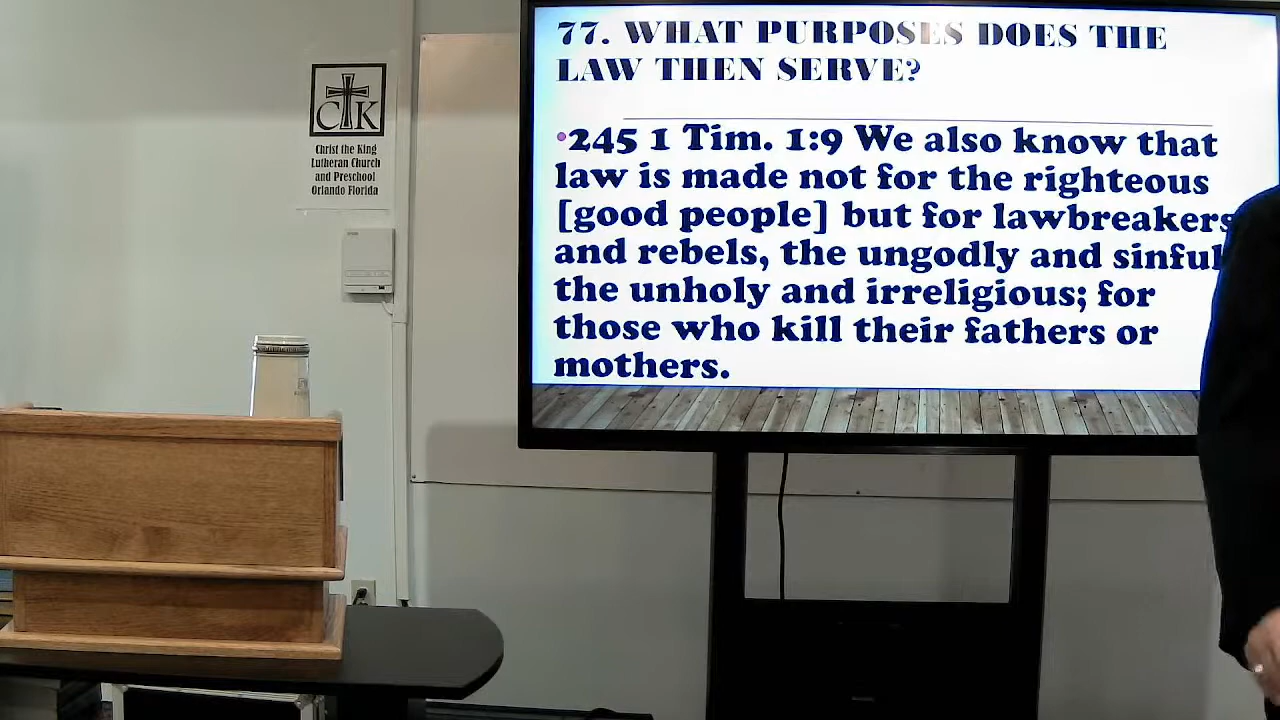 77. WHAT PURPOSES DOES THE
LAW THEN SERVE?
•245 1 Tim. 1:9 We also know that
law is made not for the righteous
[good people] but for lawbreakers
and rebels, the ungodly and sinful
the unholy and irreligious; for
those who kill their fathers or
mothers.
CTK
Christ the King
Lutheran Church
and Preschool
Orlando Florida